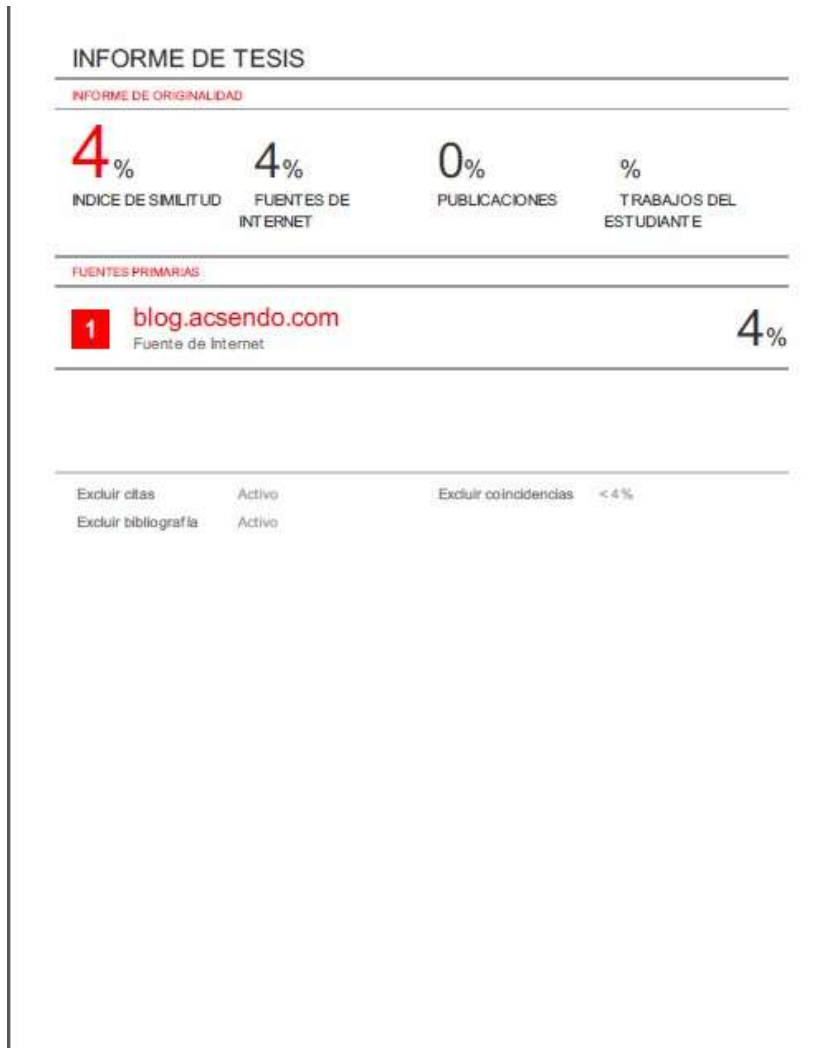 INFORME DE TESIS
INFORME DE ORIGINALIDAD
4% 4% 0% %
INDICE DE SIMILITUD FUENTES DE INTERNET PUBLICACIONES TRABAJOS DEL ESTUDIANTE
FUENTES PRIMARIAS
1 blog.acsendo.com 4%
Fuente de Internet
Excluir citas Activo Excluir coincidencias < 4%
Excluir bibliografía Activo